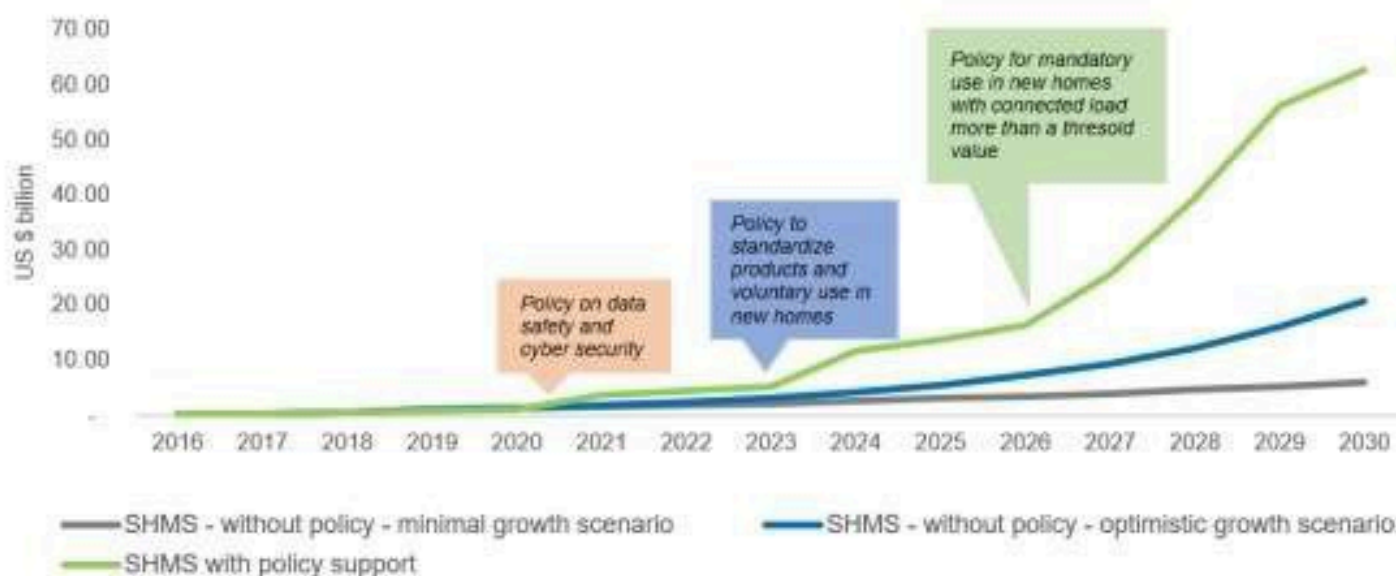 70.00
60.00
50.00
40.00
30.00
20.00
10.00
-
US $ billion
Policy on data
safety and
cyber security
Policy to
standardize
products and
voluntary use in
new homes
Policy for mandatory
use in new homes
with connected load
more than a thresold
value
2016 2017 2018 2019 2020 2021 2022 2023 2024 2025 2026 2027 2028 2029 2030
SHMS - without policy - minimal growth scenario
SHMS - without policy - optimistic growth scenario
SHMS with policy support